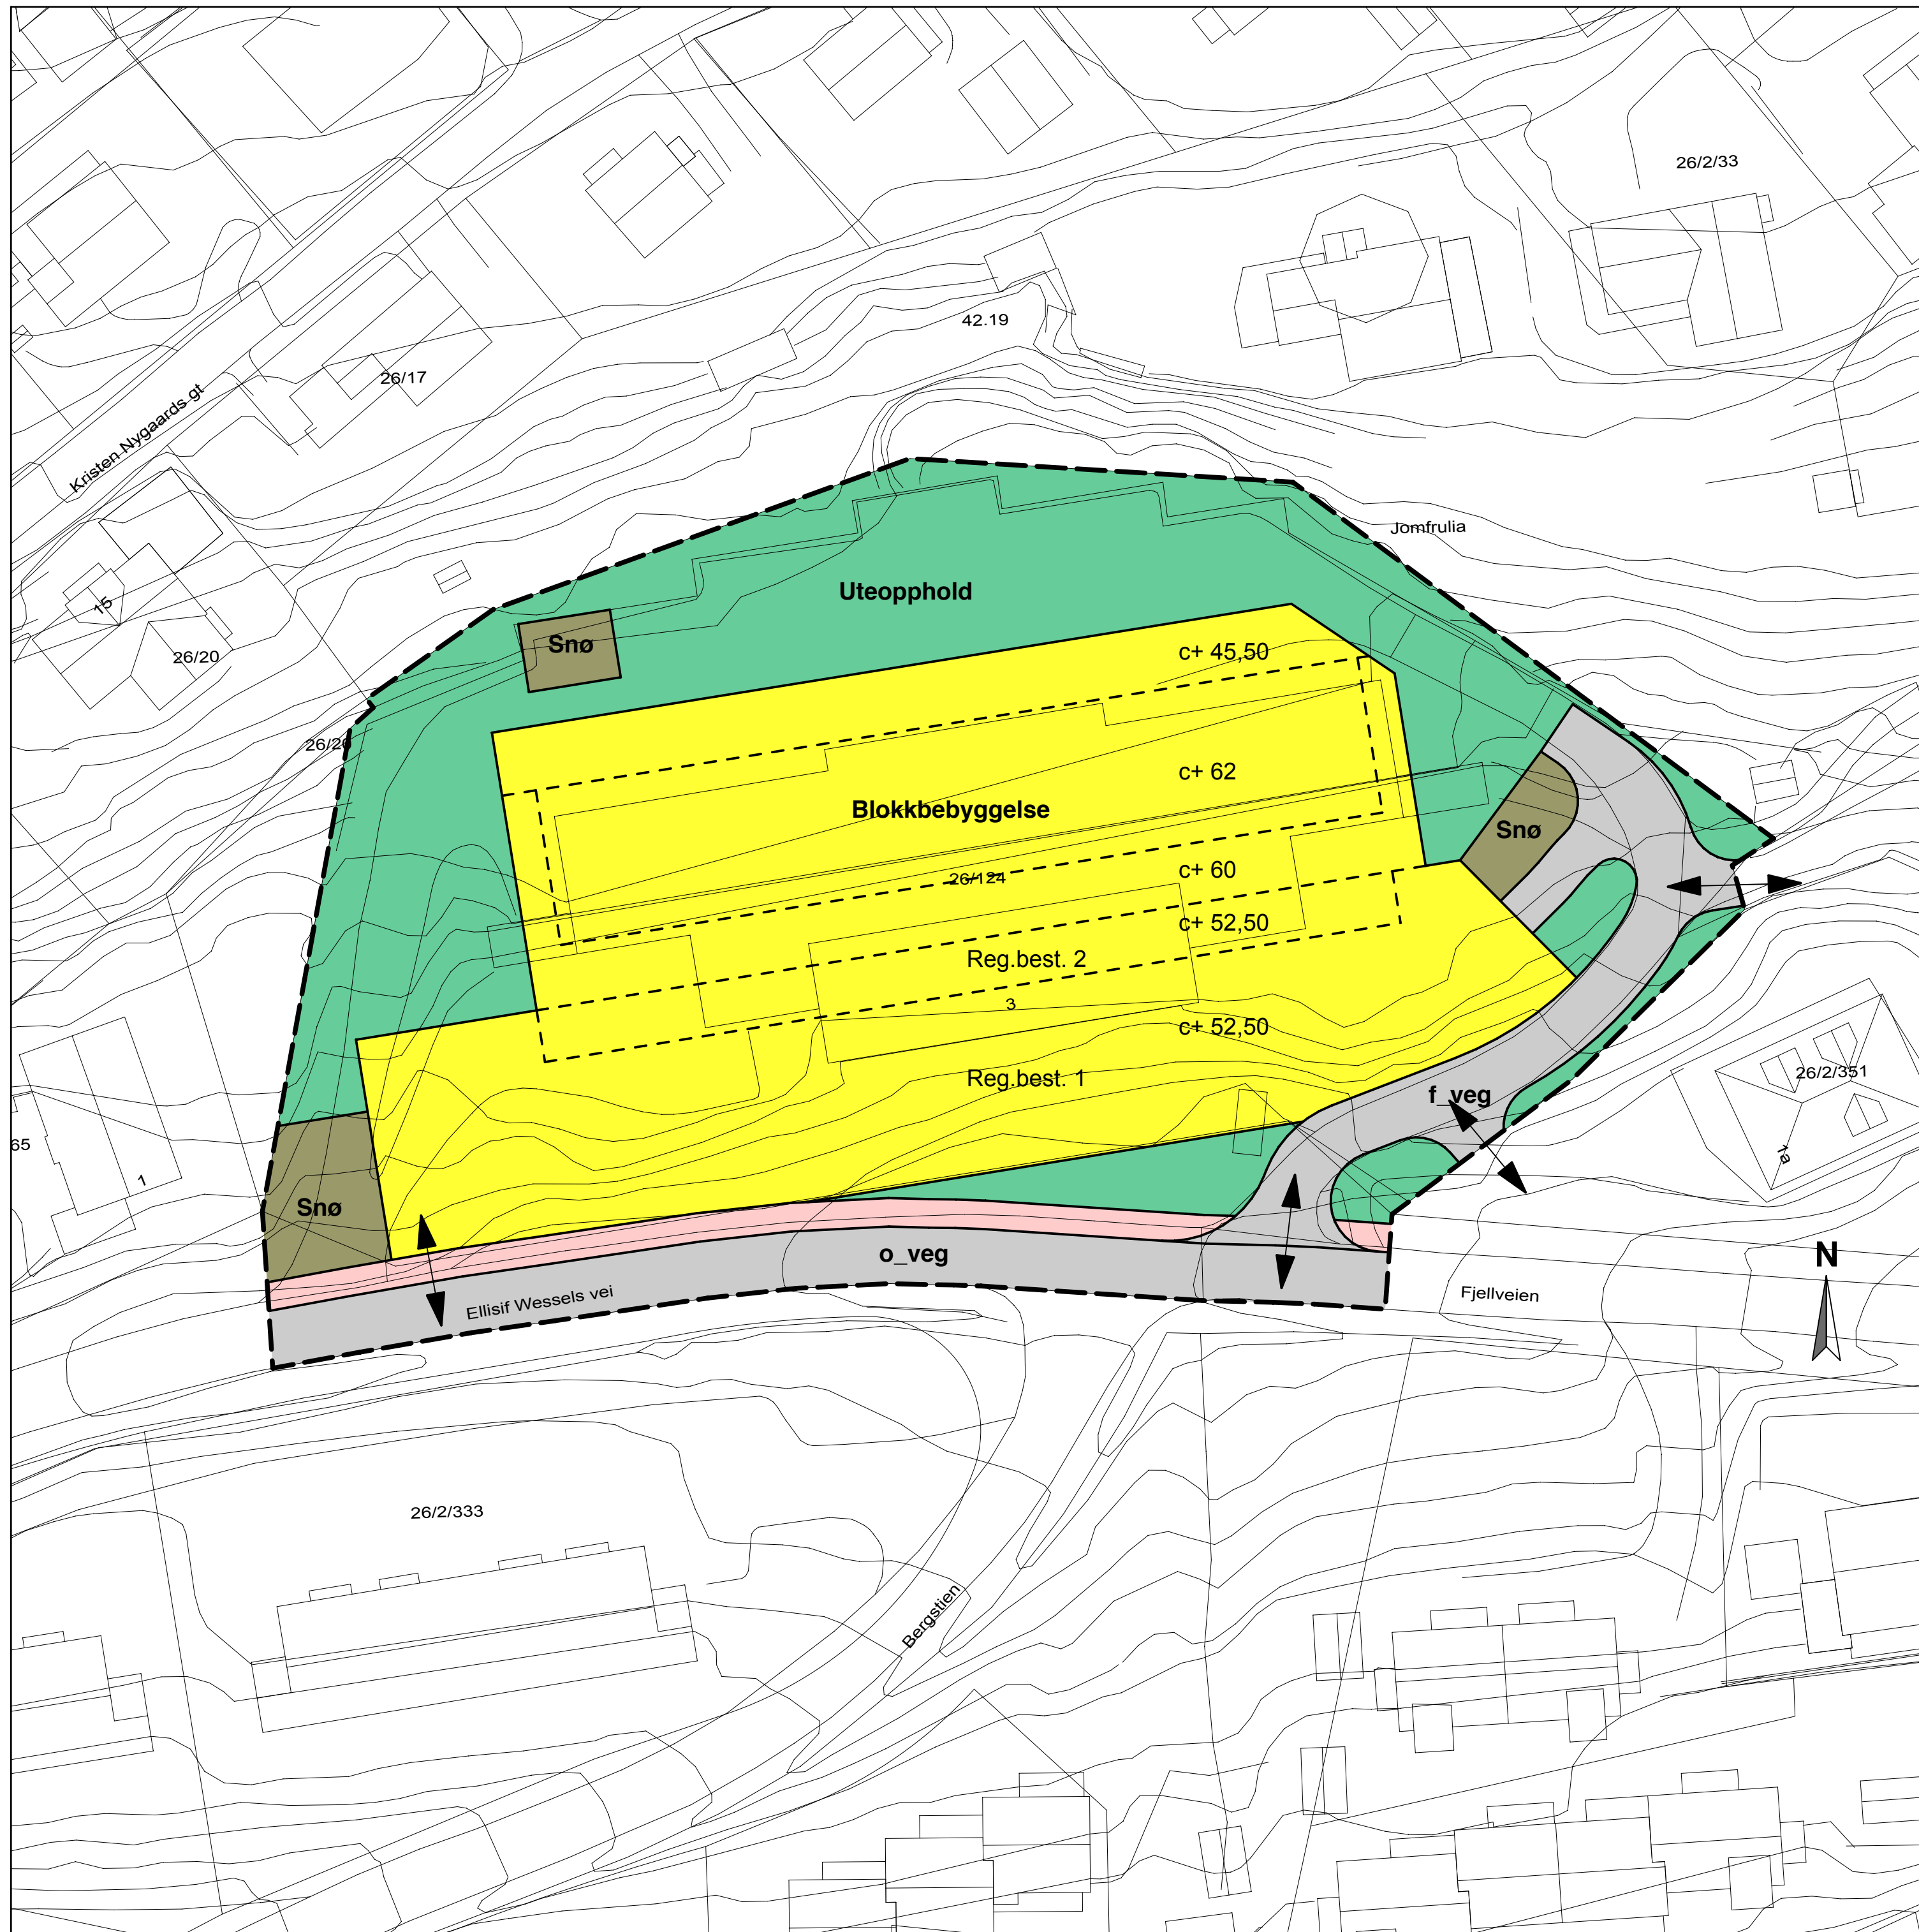 26/2/33
42.19
26/17
Kristen Nygaards gt
Jomfrulia
Uteopphold
15
Snø
c+ 45,50
26/20
26/20
c+ 62
Blokkbebyggelse
Snø
c+ 60
26/124
c+ 52,50
Reg.best. 2
3
c+ 52,50
26/2/351
Reg.best. 1
f_veg
65
7a
1
Snø
o_veg
N
Ellisif Wessels vei
Fjellveien
26/2/333
Bergstien